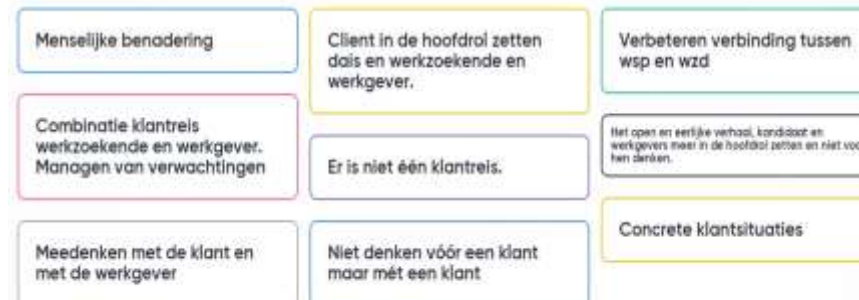 Menselijke benadering
Combinatie klantreis
werkzoekende en werkgever.
Managen van verwachtingen
Meedenken met de klant en
met de werkgever
Client in de hoofdrol zetten
dais en werkzoekende en
werkgever.
Er is niet één klantreis.
Niet denken vóór een klant
maar mét een klant
Verbeteren verbinding tussen
wsp en wzd
Het open en eerlijke verhaal, kandidaat en
werkgevers meer in de hoofdrol zetten en niet voo
hen denken.
Concrete klantsituaties